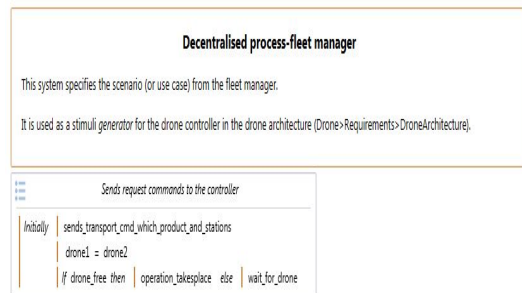 Decentralised process-fleet manager
This system specifies the scenario (or use case) from the fleet manager.
It is used as a stimuli generator for the drone controller in the drone architecture (Drone>Requirements>DroneArchitecture).
Sends request commands to the controller
Initially sends_transport_cmd_which_product_and_stations
drone1 = drone2
If drone_free then operation_takesplace else wait_for_drone